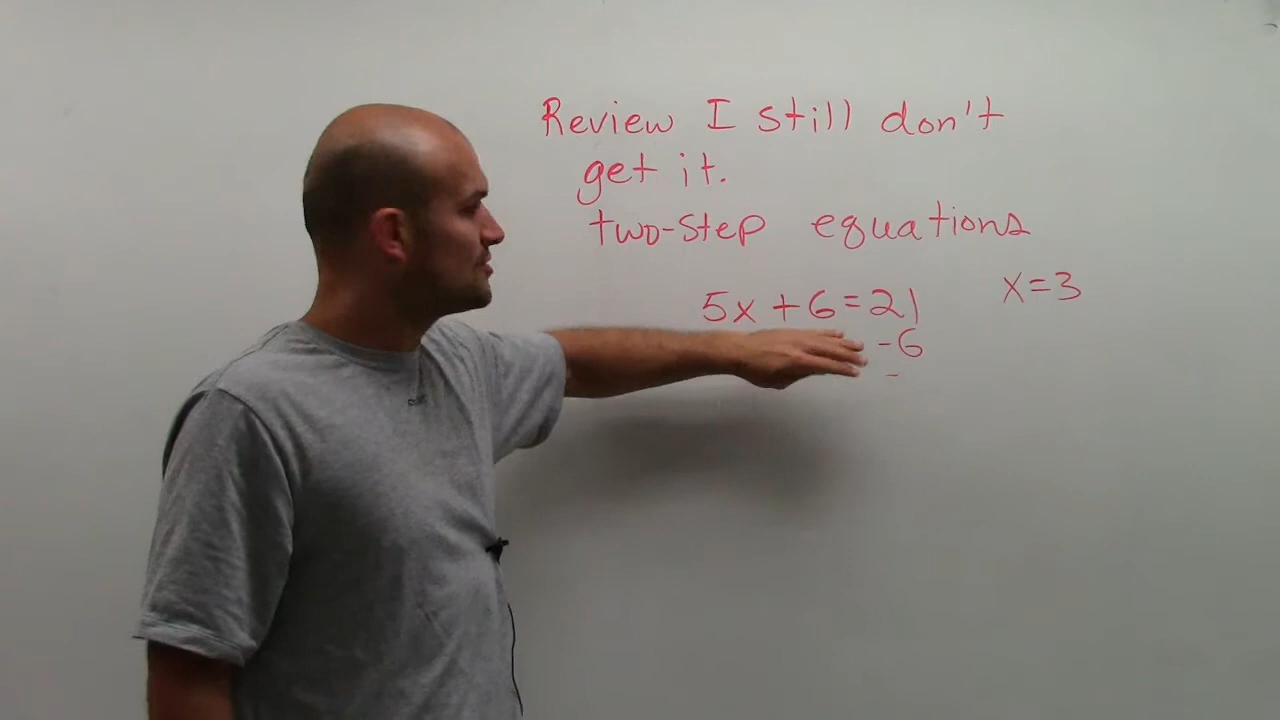 Review I still don't
get it.
two-step equations
5x + 6 = 21
x = 3
- 6
-